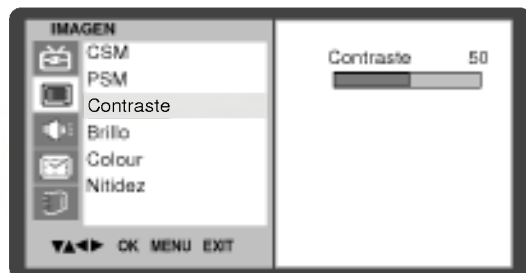 IMAGEN
CSM
PSM
Contraste
Brillo
Colour
Nitidez
▼▲◀▶ OK MENU EXIT
Contraste 50